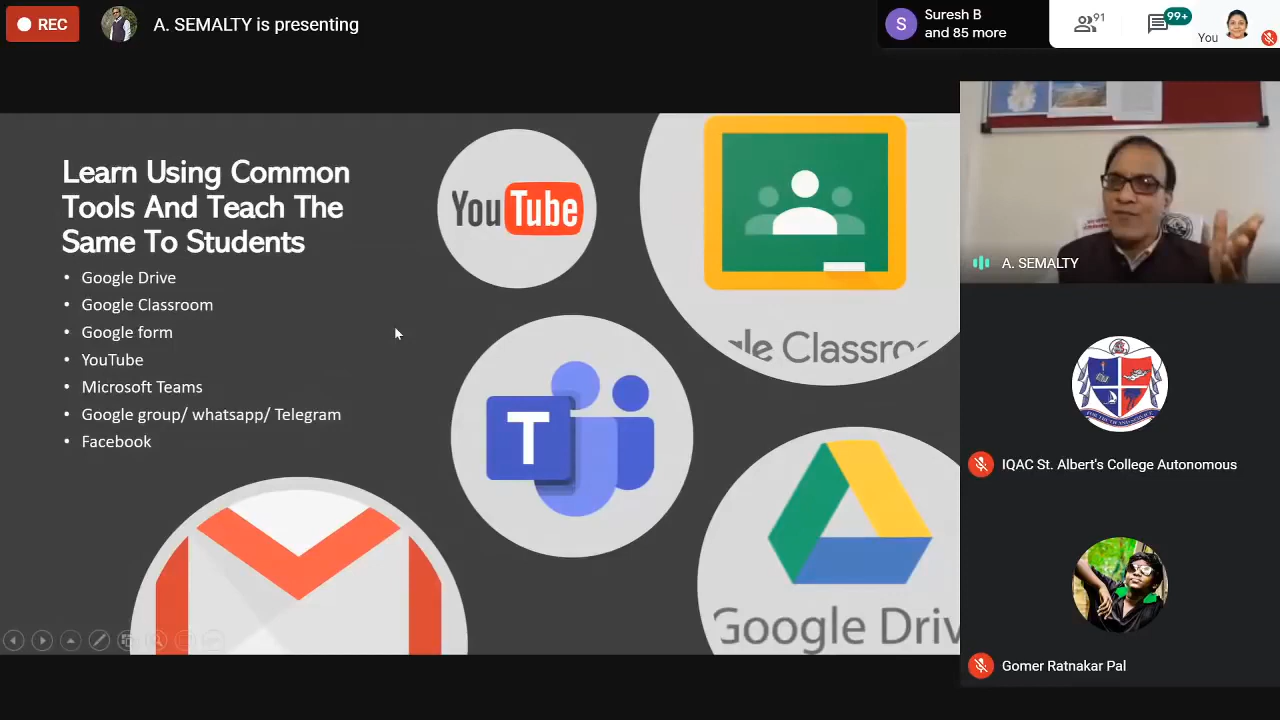 REC
A. SEMALTY is presenting
Suresh B
and 85 more
S
91
99+
You
Learn Using Common
Tools And Teach The
Same To Students
• Google Drive
• Google Classroom
• Google form
• YouTube
• Microsoft Teams
• Google group/ whatsapp/ Telegram
• Facebook
YouTube
gle Classro
T
Google Driv
A. SEMALTY
IQAC St. Albert's College Autonomous
Gomer Ratnakar Pal